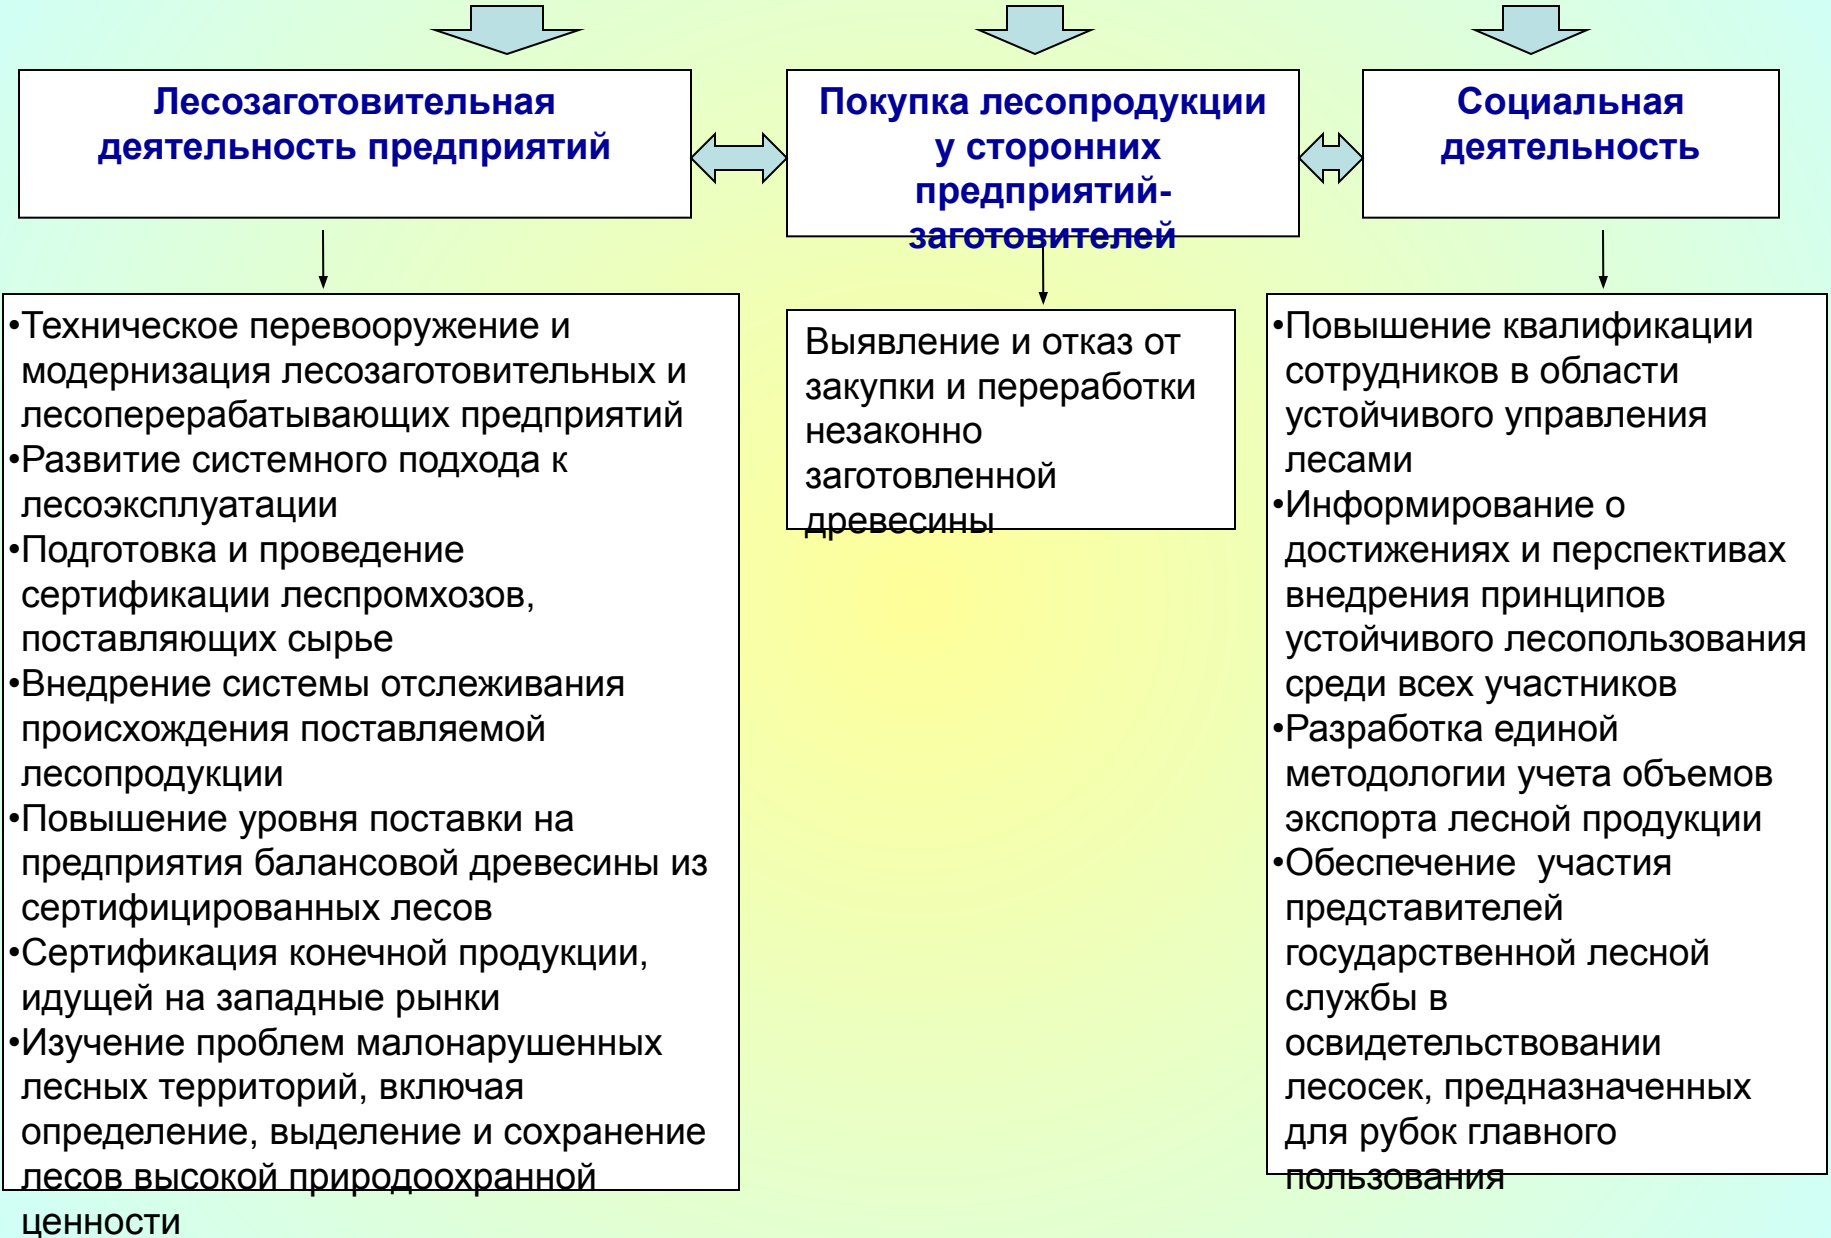 Лесозаготовительная
деятельность предприятий
Покупка лесопродукции
у сторонних
предприятий-
заготовителей
Социальная
деятельность
•Техническое перевооружение и
модернизация лесозаготовительных и
лесоперерабатывающих предприятий
•Развитие системного подхода к
лесоэксплуатации
•Подготовка и проведение
сертификации леспромхозов,
поставляющих сырье
•Внедрение системы отслеживания
происхождения поставляемой
лесопродукции
•Повышение уровня поставки на
предприятия балансовой древесины из
сертифицированных лесов
•Сертификация конечной продукции,
идущей на западные рынки
•Изучение проблем малонарушенных
лесных территорий, включая
определение, выделение и сохранение
лесов высокой природоохранной
ценности
Выявление и отказ от
закупки и переработки
незаконно
заготовленной
древесины
•Повышение квалификации
сотрудников в области
устойчивого управления
лесами
•Информирование о
достижениях и перспективах
внедрения принципов
устойчивого лесопользования
среди всех участников
•Разработка единой
методологии учета объемов
экспорта лесной продукции
•Обеспечение  участия
представителей
государственной лесной
службы в
освидетельствовании
лесосек, предназначенных
для рубок главного
пользования